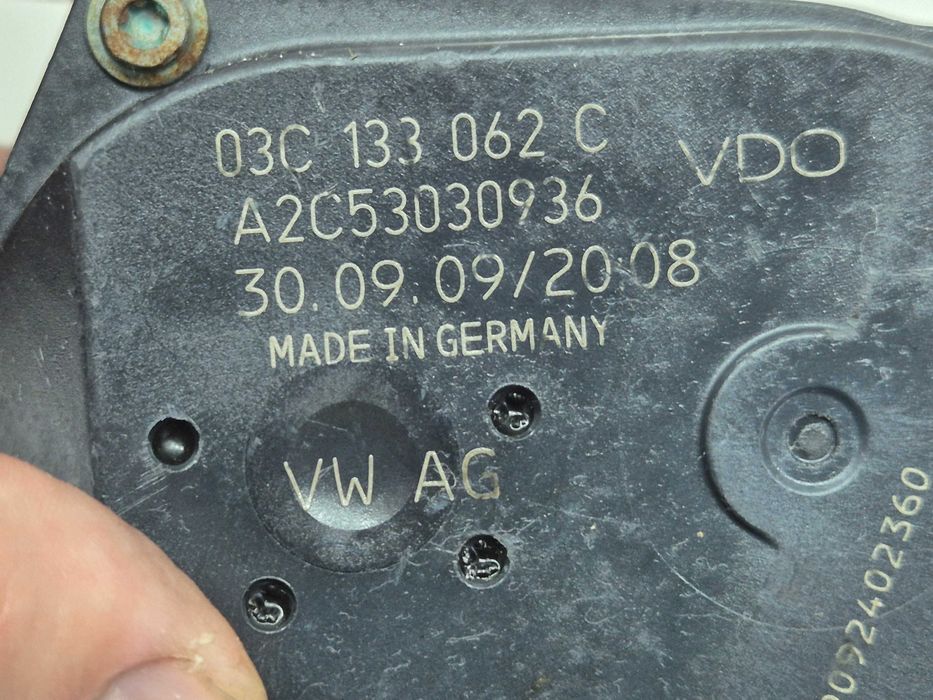 03C 133 062 C
VDO
A2C53030936
30.09.09/20:08
MADE IN GERMANY
VW AG